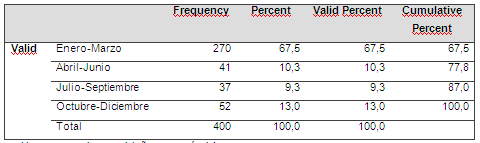 Frequency Percent Valid Percent Cumulative Percent
Valid Enero-Marzo 270 67,5 67,5 67,5
Abril-Junio 41 10,3 10,3 77,8
Julio-Septiembre 37 9,3 9,3 87,0
Octubre-Diciembre 52 13,0 13,0 100,0
Total 400 100,0 100,0